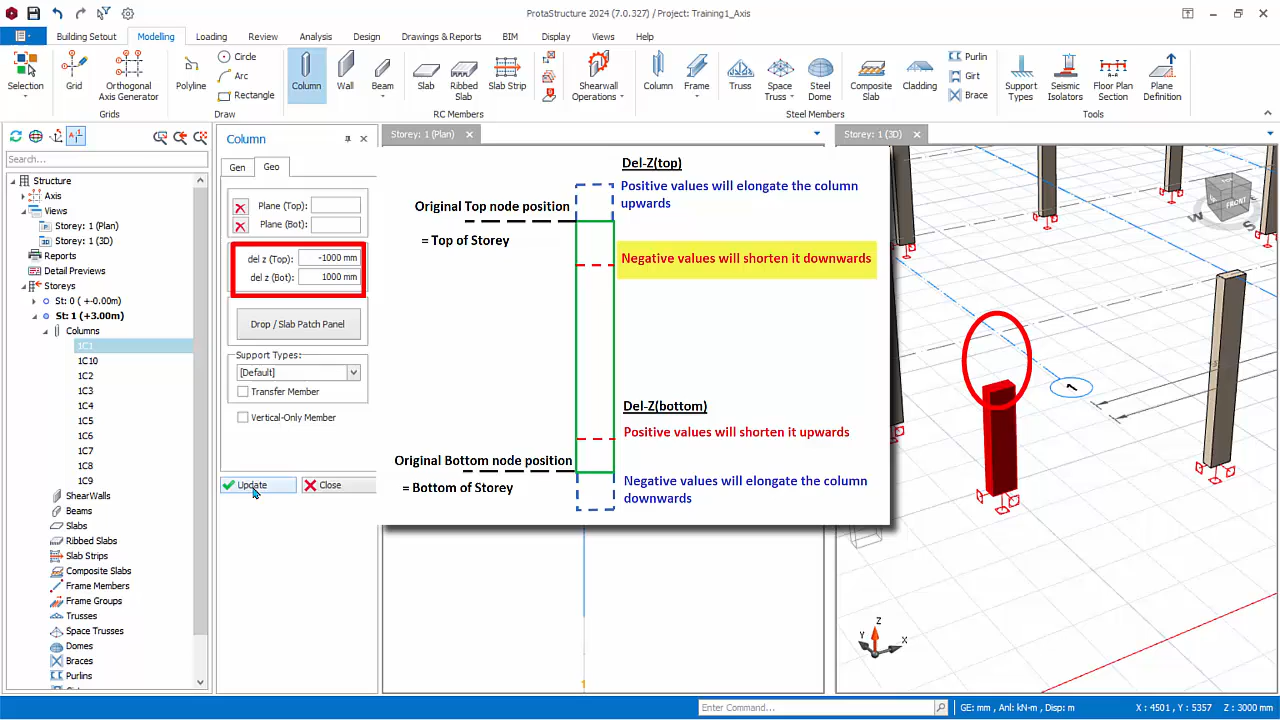 ProtaStructure 2024 (7.0.327) / Project: Training1_Axis
Building Setout
Modeling
Loading
Review
Analysis
Design
Drawings & Reports
BIM
Display
Views
Help
Selection
Grid
Orthogonal
Axis Generator
Polyline
Circle
Arc
Rectangle
Column
Wall
Beam
Slab
Ribbed
Slab
Slab Strip
Shearwall
Operations
Column
Frame
Truss
Space
Truss
Steel
Dome
Composite
Slab
Cladding
Purlin
Girt
Brace
Support
Types
Seismic
Isolators
Floor Plan
Section
Plane
Definition
Grids
Draw
RC Members
Steel Members
Tools
Search...
Structure
Axis
Views
Storey: 1 (Plan)
Storey: 1 (3D)
Reports
Detail Previews
Storeys
St: 0 ( +-0.00m)
St: 1 (+3.00m)
Columns
1C1
1C10
1C2
1C3
1C4
1C5
1C6
1C7
1C8
1C9
ShearWalls
Beams
Slabs
Ribbed Slabs
Slab Strips
Composite Slabs
Frame Members
Frame Groups
Trusses
Space Trusses
Domes
Braces
Purlins
Column
Gen
Geo
Plane (Top):
Plane (Bot):
del z (Top): -1000 mm
del z (Bot): 1000 mm
Drop / Slab Patch Panel
Support Types:
[Default]
Transfer Member
Vertical-Only Member
Update
Close
Storey: 1 (Plan)
Del-Z(top)
Positive values will elongate the column
upwards
Original Top node position
= Top of Storey
Negative values will shorten it downwards
Del-Z(bottom)
Positive values will shorten it upwards
Original Bottom node position
= Bottom of Storey
Negative values will elongate the column
downwards
1
Storey: 1 (3D)
FRONT
W
S
1
Z
Y
X
Enter Command...
GE: mm , Anl: kN-m , Disp: m
X : 4501 , Y : 5357
Z : 3000 mm